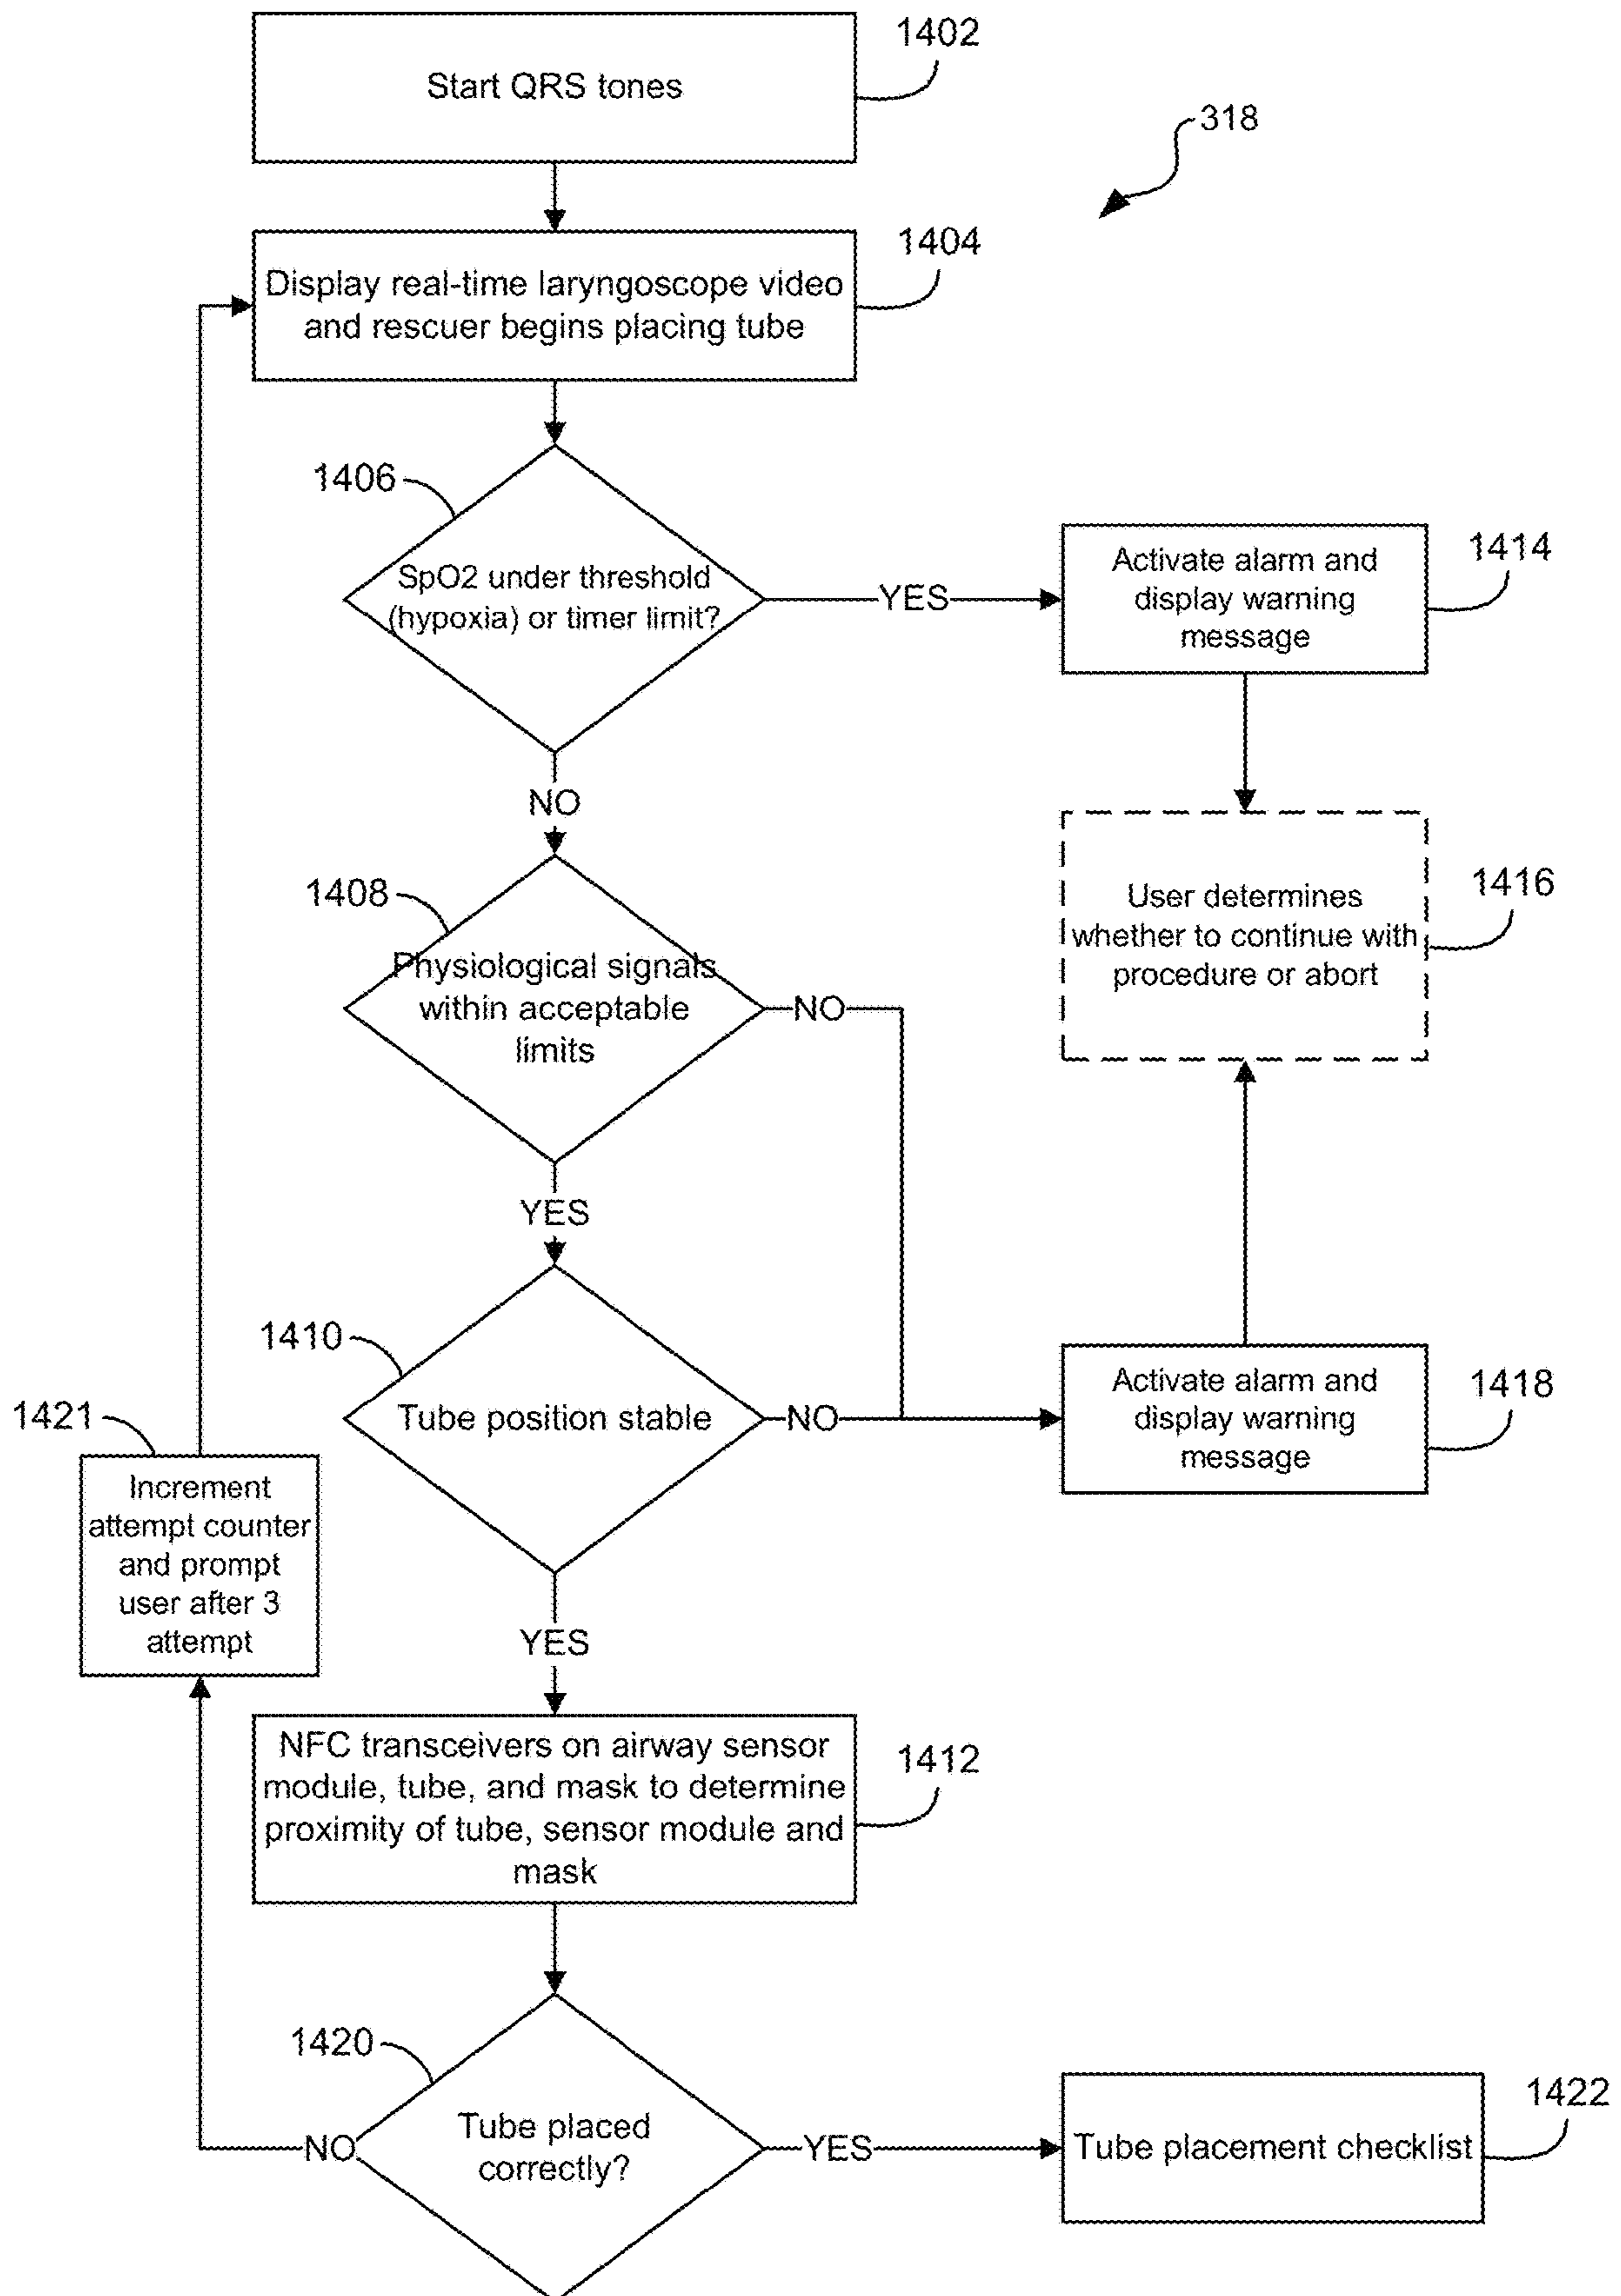 Start QRS tones
1402
318
Display real-time laryngoscope video
and rescuer begins placing tube
1404
1406
SpO2 under threshold
(hypoxia) or timer limit?
YES
Activate alarm and
display warning
message
1414
NO
1408
Physiological signals
within acceptable
limits
NO
User determines
whether to continue with
procedure or abort
1416
YES
1410
Tube position stable
NO
Activate alarm and
display warning
message
1418
1421
Increment
attempt counter
and prompt
user after 3
attempt
YES
NFC transceivers on airway sensor
module, tube, and mask to determine
proximity of tube, sensor module and
mask
1412
1420
Tube placed
correctly?
NO
YES
Tube placement checklist
1422